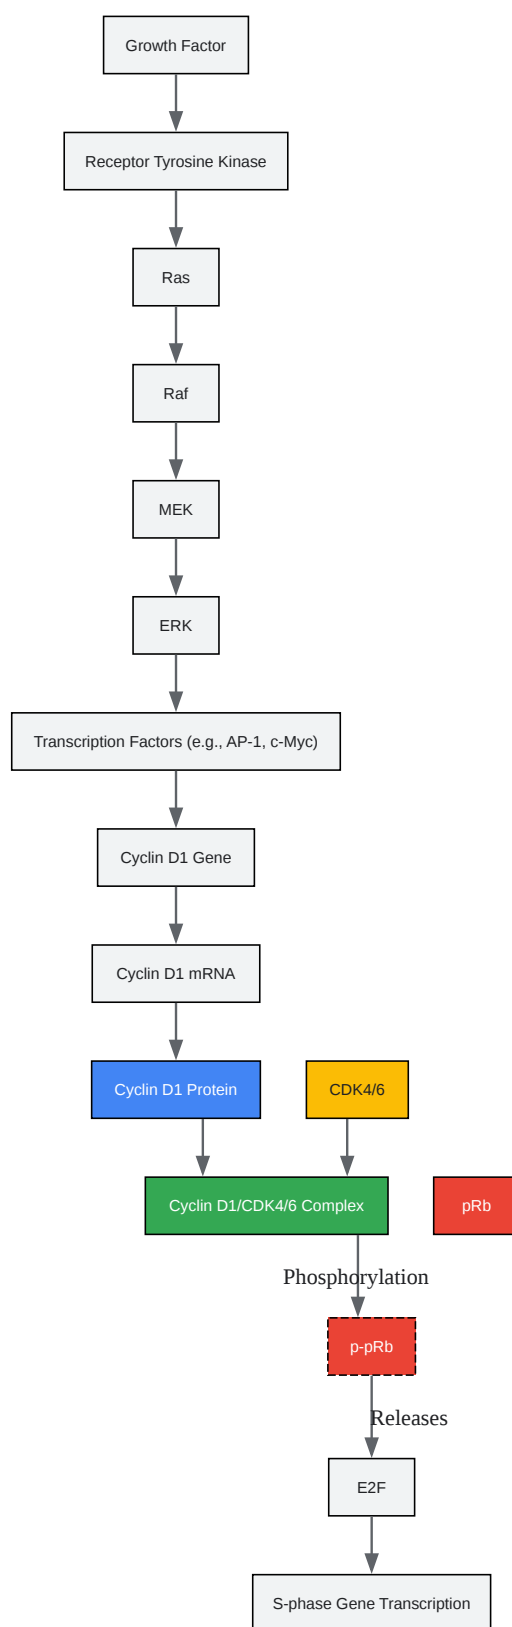 Growth Factor
Receptor Tyrosine Kinase
Ras
Raf
MEK
ERK
Transcription Factors (e.g., AP-1, c-Myc)
Cyclin D1 Gene
Cyclin D1 mRNA
Cyclin D1 Protein
CDK4/6
Cyclin D1/CDK4/6 Complex
pRb
Phosphorylation
p-pRb
Releases
E2F
S-phase Gene Transcription